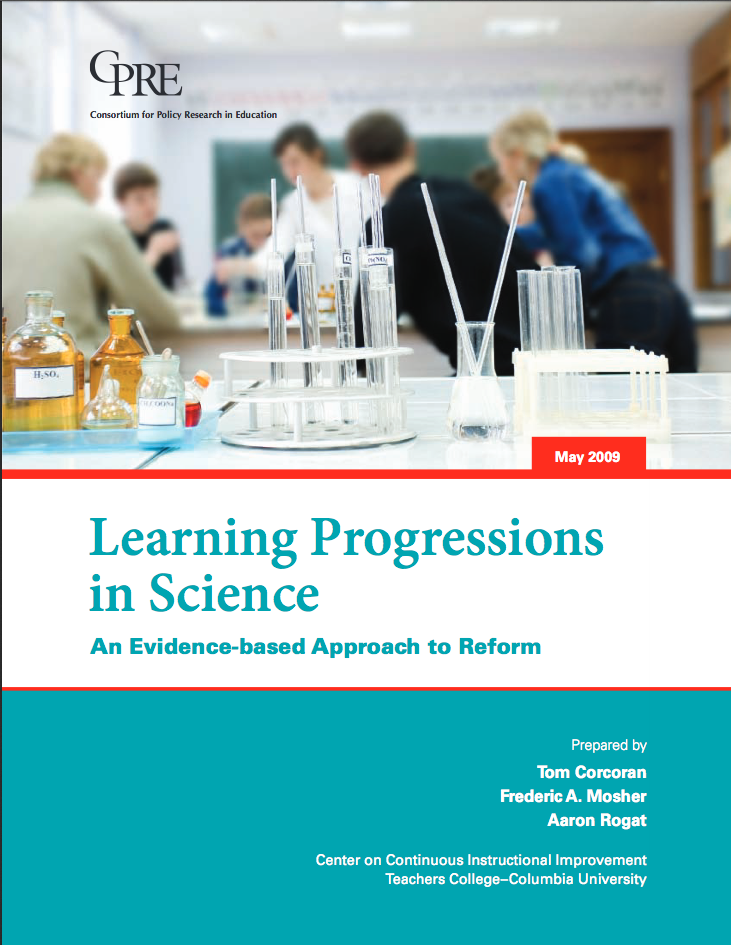 CPRE
Consortium for Policy Research in Education
H₂SO₄
May 2009
Learning Progressions
in Science
An Evidence-based Approach to Reform
Prepared by
Tom Corcoran
Frederic A. Mosher
Aaron Rogat
Center on Continuous Instructional Improvement
Teachers College–Columbia University